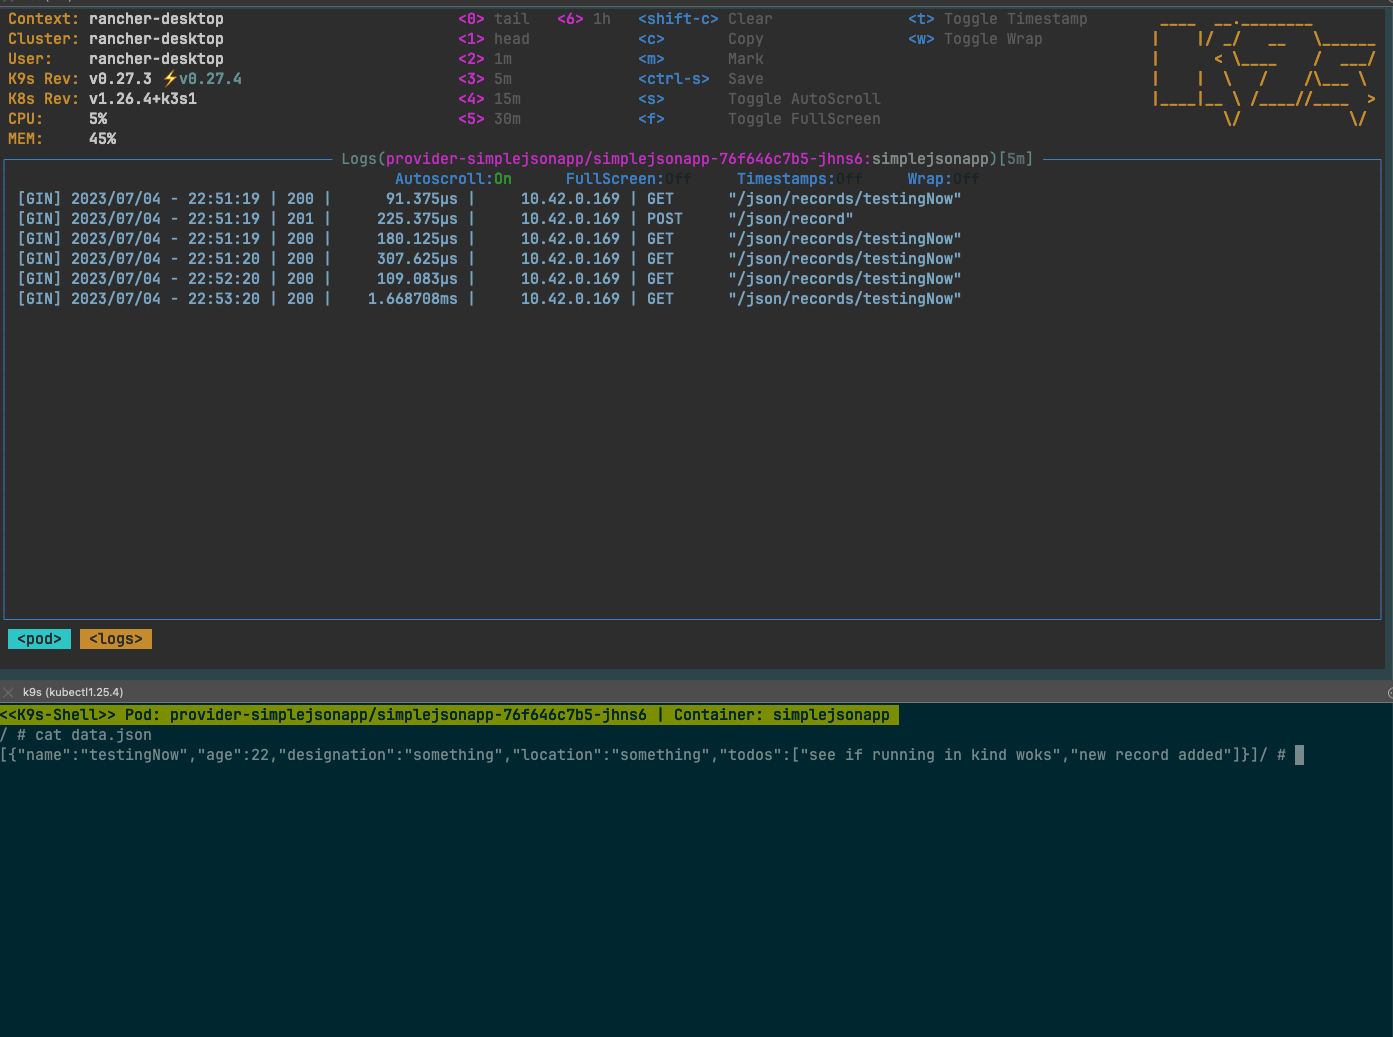 Context: rancher-desktop <0> tail <6> 1h <shift-c> Clear <t> Toggle Timestamp
Cluster: rancher-desktop <1> head <c> Copy <w> Toggle Wrap
User: rancher-desktop <2> 1m <m> Mark
K9s Rev: v0.27.3 ⚡v0.27.4 <3> 5m <ctrl-s> Save
K8s Rev: v1.26.4+k3s1 <4> 15m <s> Toggle AutoScroll
CPU: 5% <5> 30m <f> Toggle FullScreen
MEM: 45%
Logs(provider-simplejsonapp/simplejsonapp-76f646c7b5-jhns6:simplejsonapp)[5m]
Autoscroll:On FullScreen:Off Timestamps:Off Wrap:Off
[GIN] 2023/07/04 - 22:51:19 | 200 | 91.375µs | 10.42.0.169 | GET "/json/records/testingNow"
[GIN] 2023/07/04 - 22:51:19 | 201 | 225.375µs | 10.42.0.169 | POST "/json/record"
[GIN] 2023/07/04 - 22:51:19 | 200 | 180.125µs | 10.42.0.169 | GET "/json/records/testingNow"
[GIN] 2023/07/04 - 22:51:20 | 200 | 307.625µs | 10.42.0.169 | GET "/json/records/testingNow"
[GIN] 2023/07/04 - 22:52:20 | 200 | 109.083µs | 10.42.0.169 | GET "/json/records/testingNow"
[GIN] 2023/07/04 - 22:53:20 | 200 | 1.668708ms | 10.42.0.169 | GET "/json/records/testingNow"
<pod> <logs>
k9s (kubectl1.25.4)
<<K9s-Shell>> Pod: provider-simplejsonapp/simplejsonapp-76f646c7b5-jhns6 | Container: simplejsonapp
/ # cat data.json
[{"name":"testingNow","age":22,"designation":"something","location":"something","todos":["see if running in kind woks","new record added"]}]/ #